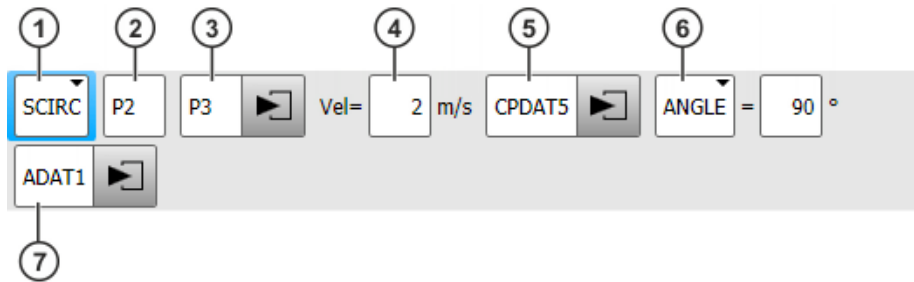 1 2 3 4 5 6
SCIRC P2 P3 Vel= 2 m/s CPDAT5 ANGLE = 90 °
ADAT1
7